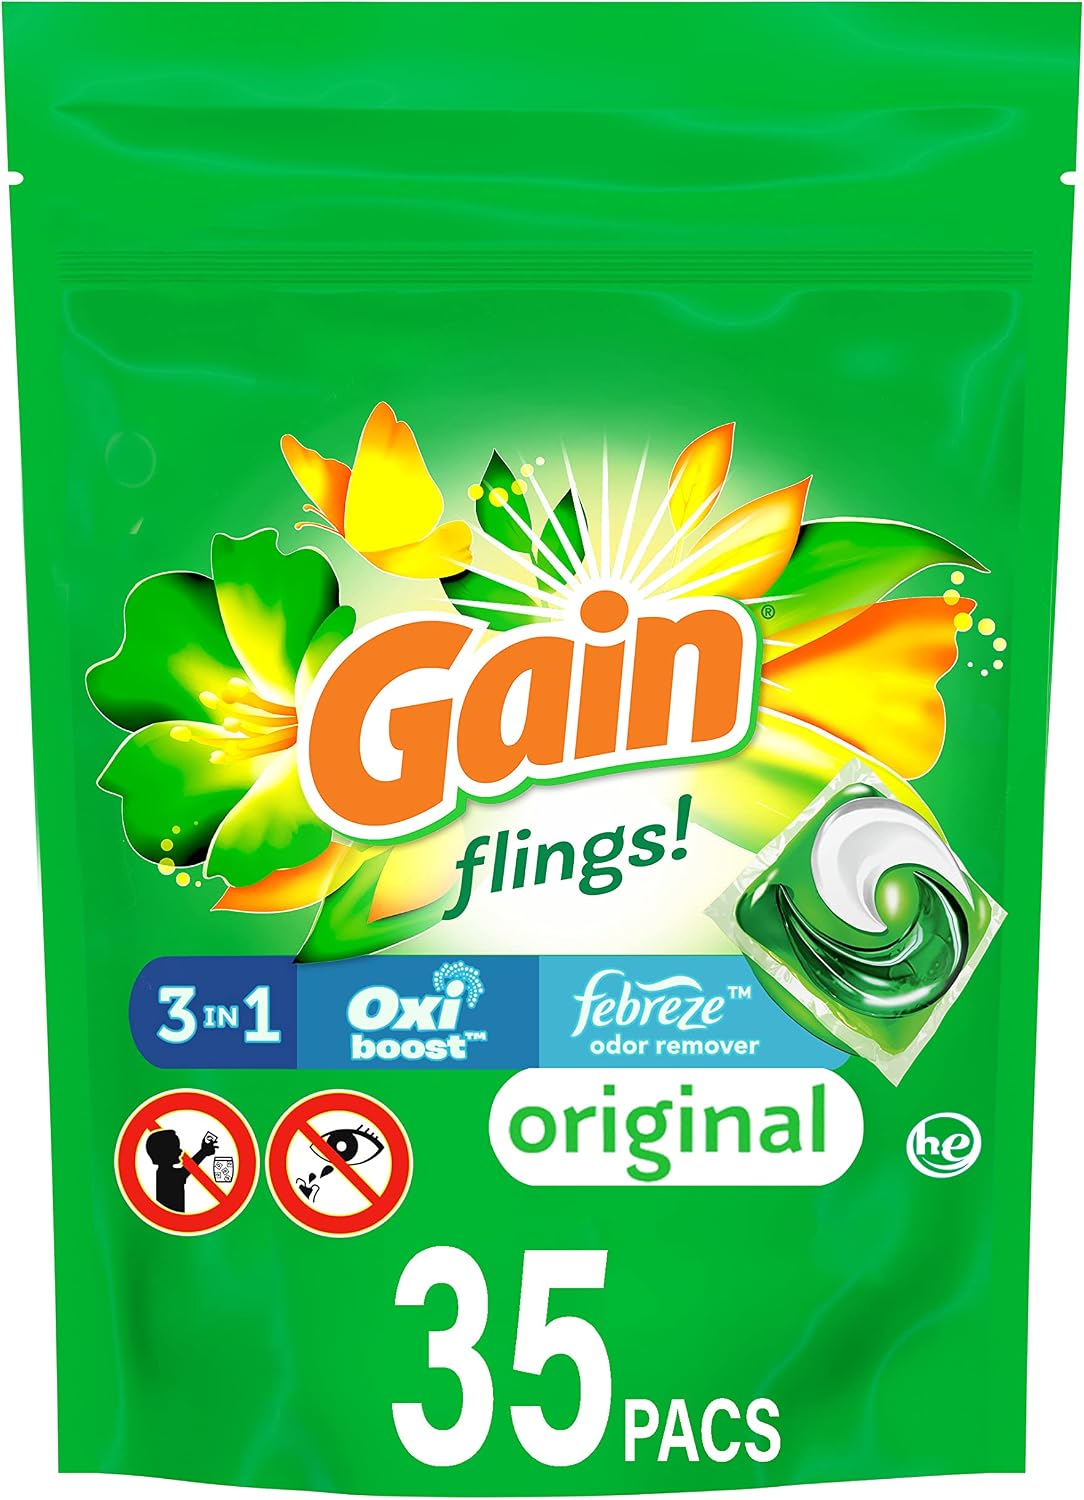 Gain®
flings!
3 IN 1
Oxi boost™
febreze™
odor remover
original
he
35 PACS